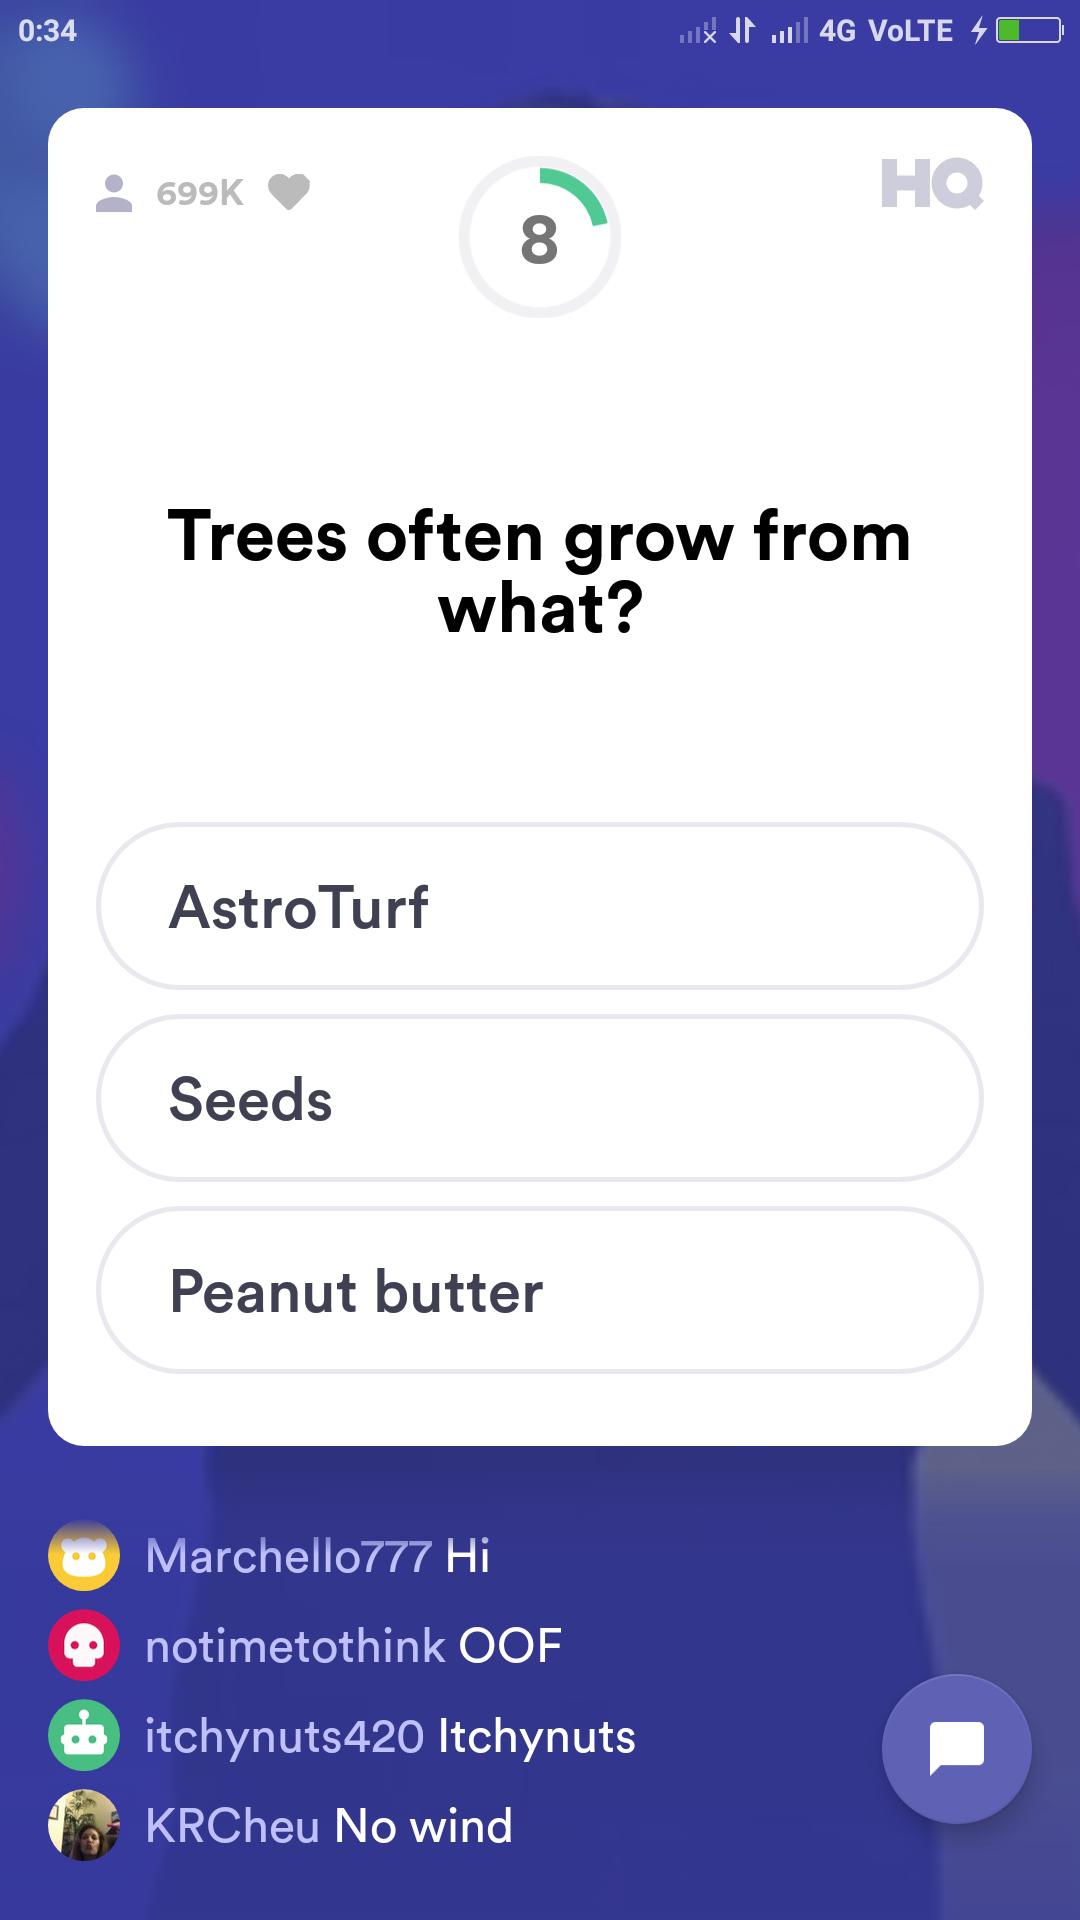 0:34 4G VoLTE
699K 8 HQ
Trees often grow from
what?
AstroTurf
Seeds
Peanut butter
Marchello777 Hi
notimetothink OOF
itchynuts420 Itchynuts
KRCheu No wind